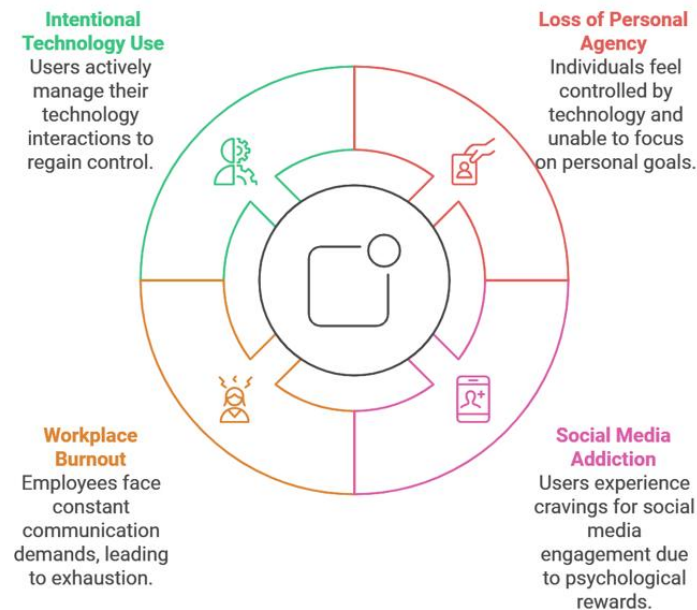 Intentional
Technology Use
Users actively
manage their
technology
interactions to
regain control.
Loss of Personal
Agency
Individuals feel
controlled by
technology and
unable to focus
on personal goals.
Workplace
Burnout
Employees face
constant
communication
demands, leading
to exhaustion.
Social Media
Addiction
Users experience
cravings for social
media
engagement due
to psychological
rewards.